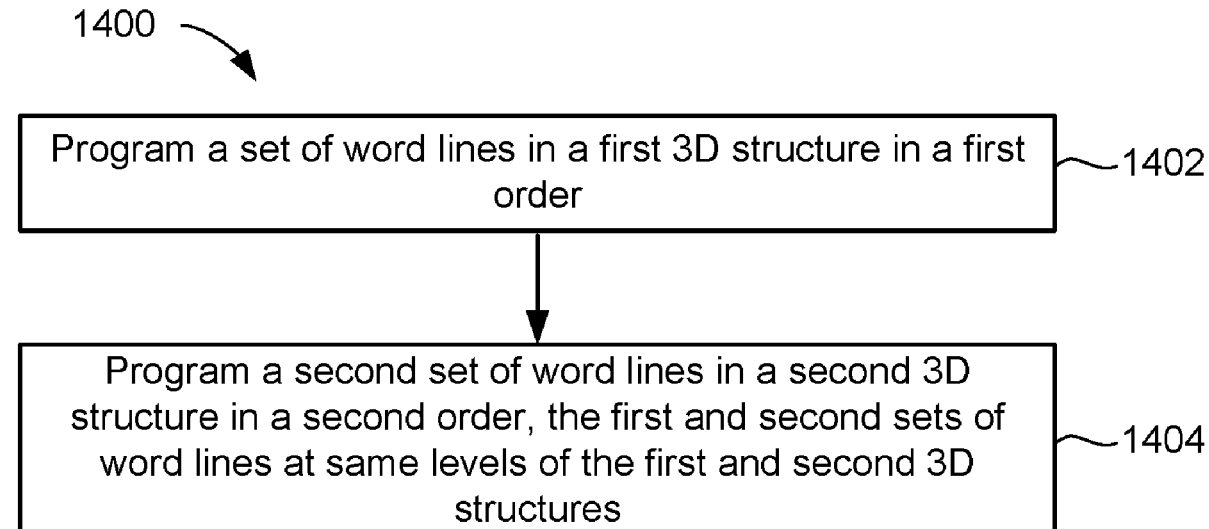 1400
Program a set of word lines in a first 3D structure in a first
order
1402
Program a second set of word lines in a second 3D
structure in a second order, the first and second sets of
word lines at same levels of the first and second 3D
structures
1404